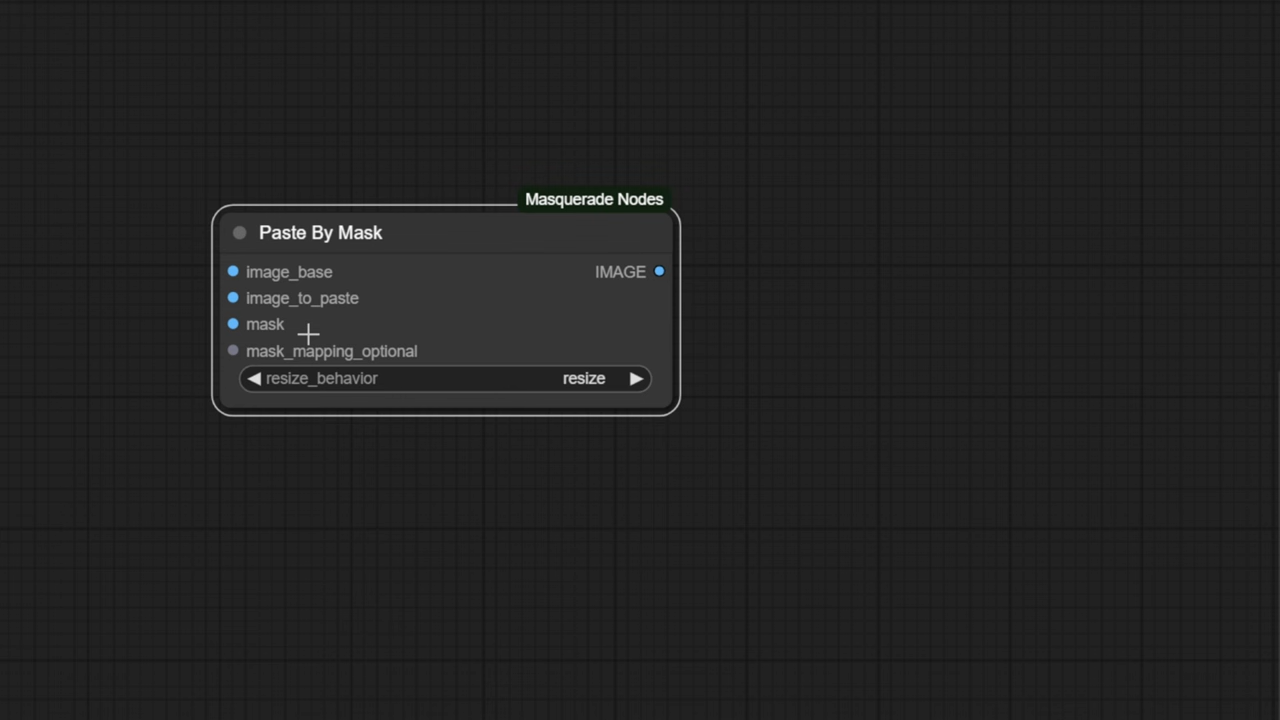 Masquerade Nodes
Paste By Mask
image_base IMAGE
image_to_paste
mask
mask_mapping_optional
resize_behavior resize